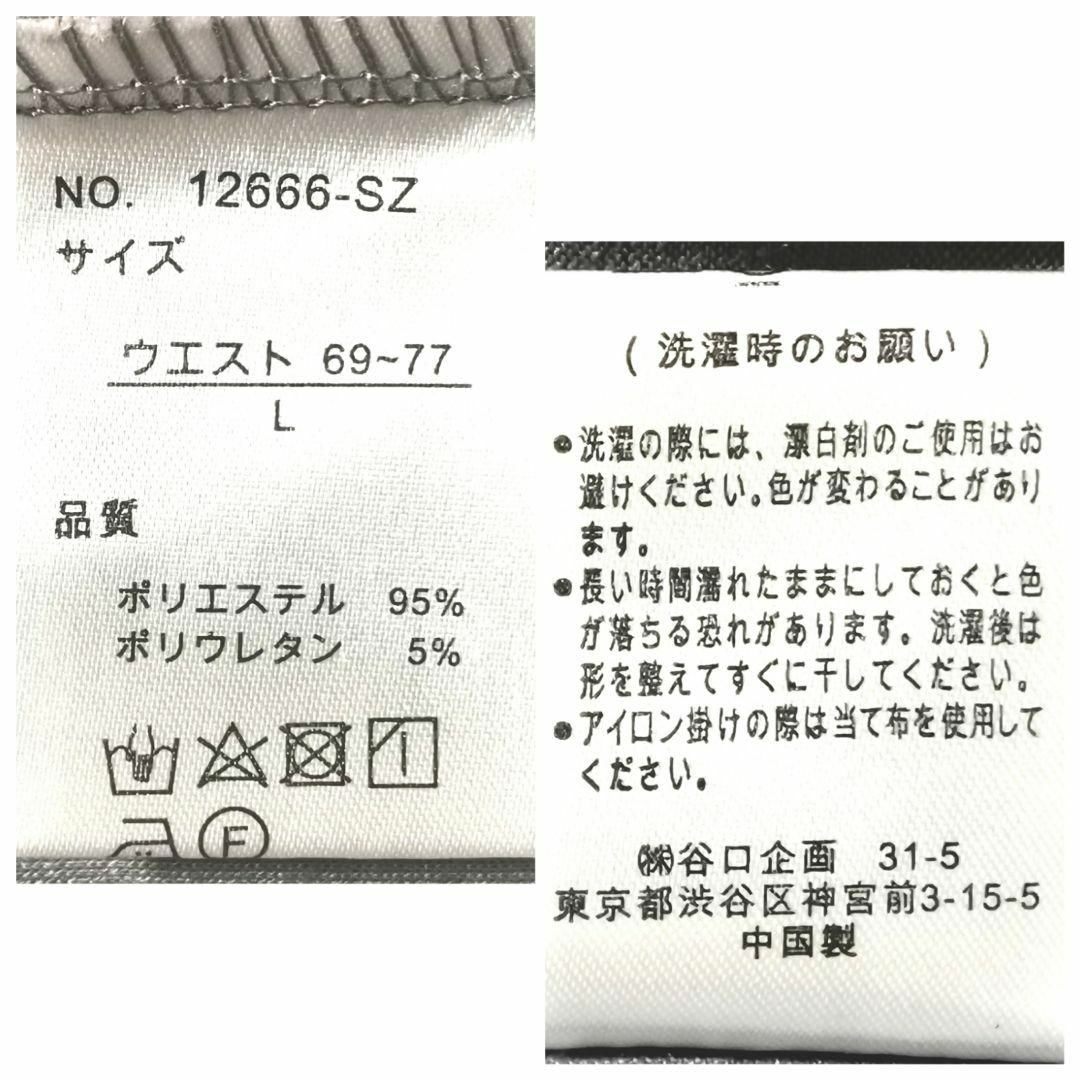 NO. 12666-SZ
サイズ
ウエスト 69~77
L
品質
ポリエステル 95%
ポリウレタン 5%
F
(洗濯時のお願い)
●洗濯の際には、漂白剤のご使用はお
避けください。色が変わることがあり
ます。
●長い時間濡れたままにしておくと色
が落ちる恐れがあります。洗濯後は
形を整えてすぐに干してください。
●アイロン掛けの際は当て布を使用して
ください。
㈱谷口企画 31-5
東京都渋谷区神宮前3-15-5
中国製